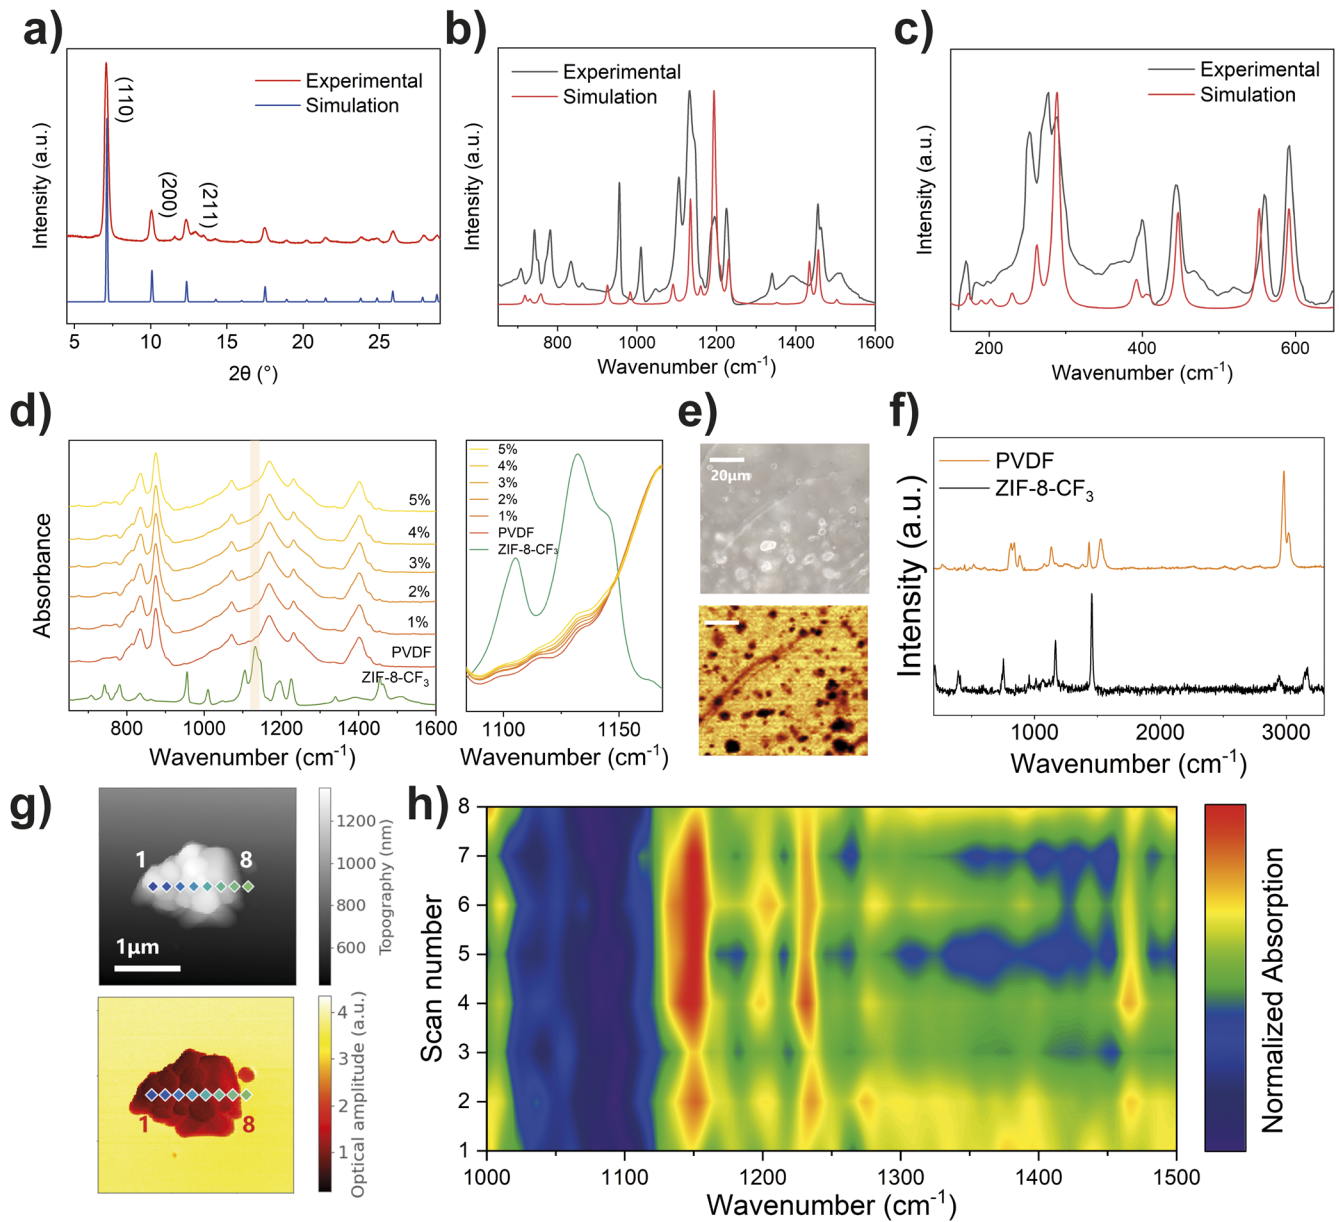 a)
Intensity (a.u.)
(110)
(200)
(211)
Experimental
Simulation
5
10
15
20
25
2θ (°)
b)
Intensity (a.u.)
Experimental
Simulation
800
1000
1200
1400
1600
Wavenumber (cm-1)
c)
Intensity (a.u.)
Experimental
Simulation
200
400
600
Wavenumber (cm-1)
d)
Absorbance
5%
4%
3%
2%
1%
PVDF
ZIF-8-CF3
800
1000
1200
1400
1600
Wavenumber (cm-1)
5%
4%
3%
2%
1%
PVDF
ZIF-8-CF3
1100
1150
Wavenumber (cm-1)
e)
20μm
f)
Intensity (a.u.)
PVDF
ZIF-8-CF3
1000
2000
3000
Wavenumber (cm-1)
g)
1
8
1μm
1200
1000
800
600
Topography (nm)
1
8
4
3
2
1
Optical amplitude (a.u.)
h)
Scan number
8
7
6
5
4
3
2
1
1000
1100
1200
1300
1400
1500
Wavenumber (cm-1)
Normalized Absorption